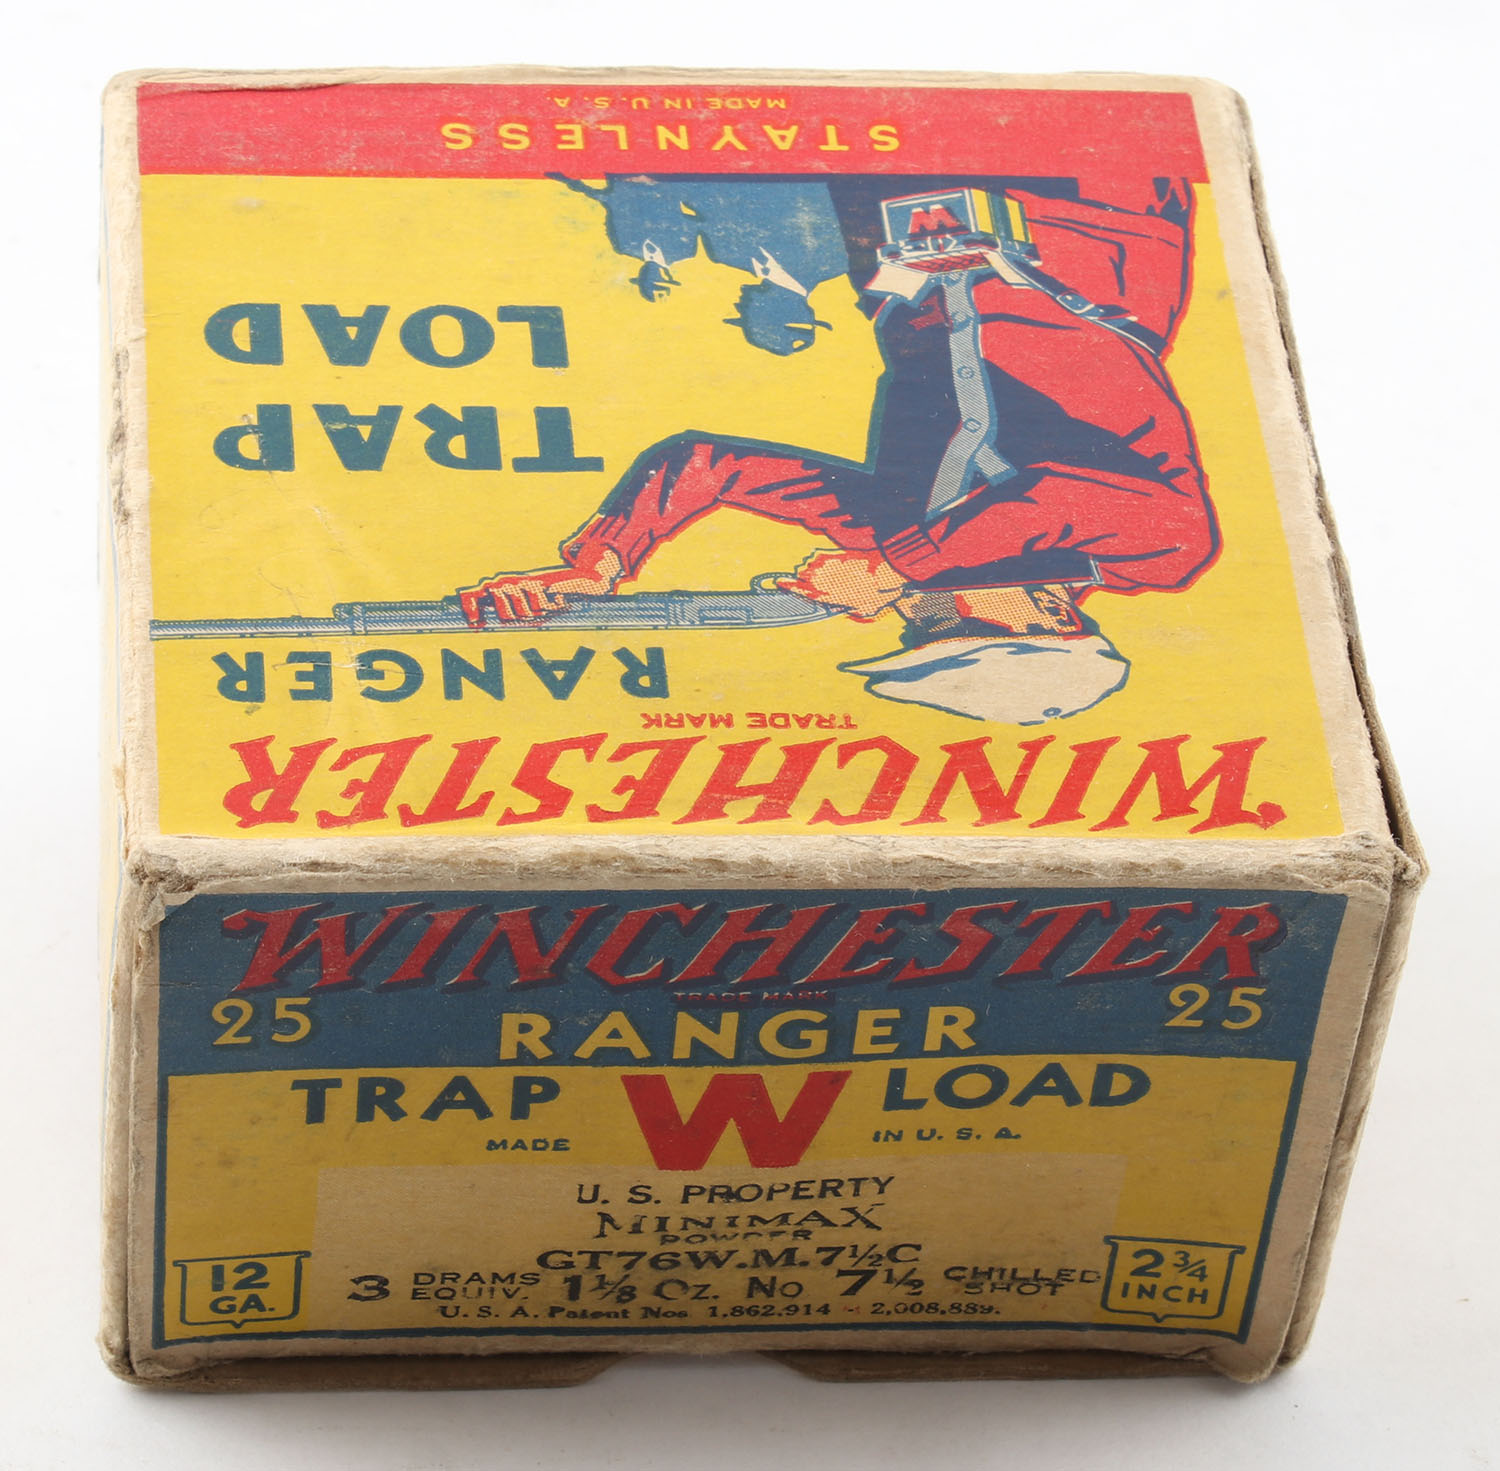 WINCHESTER
TRADE MARK
RANGER
TRAP
LOAD
W
STAYNLESS
MADE IN U.S.A.
WINCHESTER
TRADE MARK
25 RANGER 25
TRAP W LOAD
MADE IN U. S. A.
U. S. PROPERTY
MINIMAX
POWDER
GT76W.M.7½C
3 DRAMS EQUIV. 1⅛ Oz. No 7½ CHILLED SHOT
U. S. A. Patent Nos 1,862,914 - 2,008,889.
12 GA.
2¾ INCH